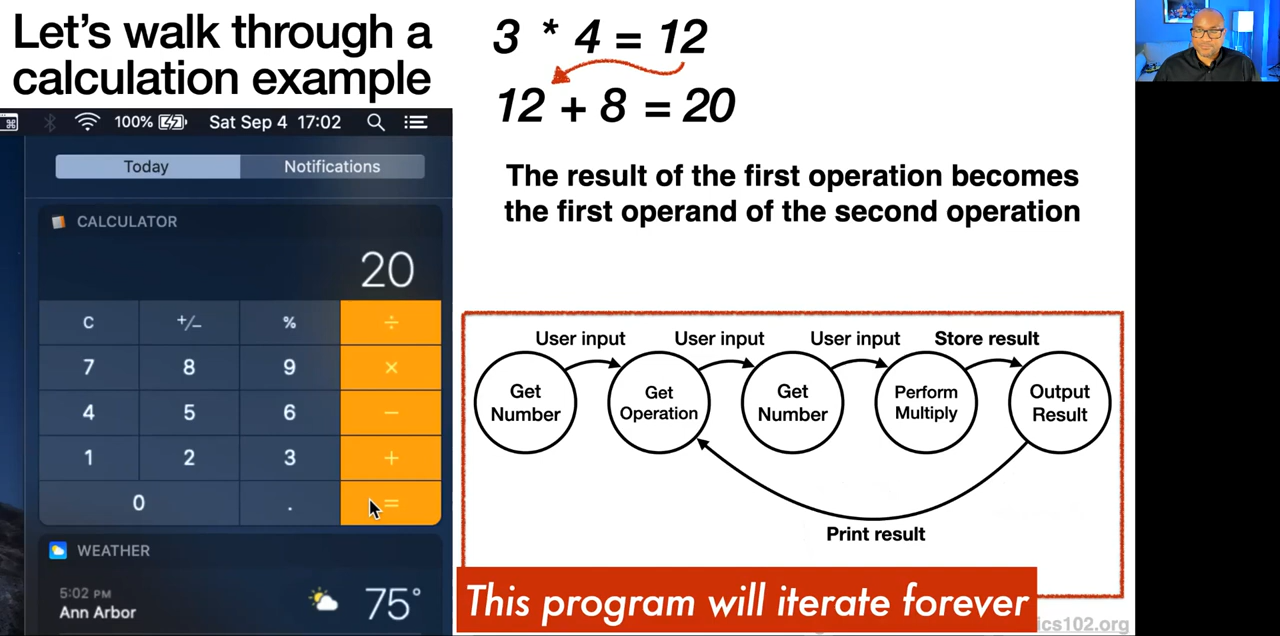 Let's walk through a
calculation example
100%
Sat Sep 4 17:02
Today
Notifications
CALCULATOR
20
C
+/−
%
÷
7
8
9
×
4
5
6
−
1
2
3
+
0
.
=
WEATHER
5:02 PM
Ann Arbor
75°
3 * 4 = 12
12 + 8 = 20
The result of the first operation becomes
the first operand of the second operation
User input
User input
User input
Store result
Get
Number
Get
Operation
Get
Number
Perform
Multiply
Output
Result
Print result
This program will iterate forever
ics102.org